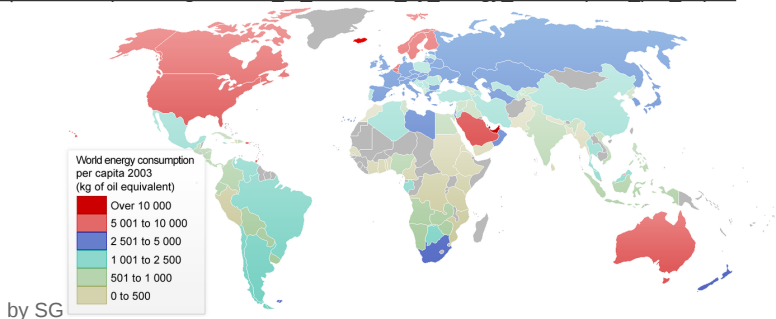 World energy consumption
per capita 2003
(kg of oil equivalent)
Over 10 000
5 001 to 10 000
2 501 to 5 000
1 001 to 2 500
501 to 1 000
0 to 500
by SG